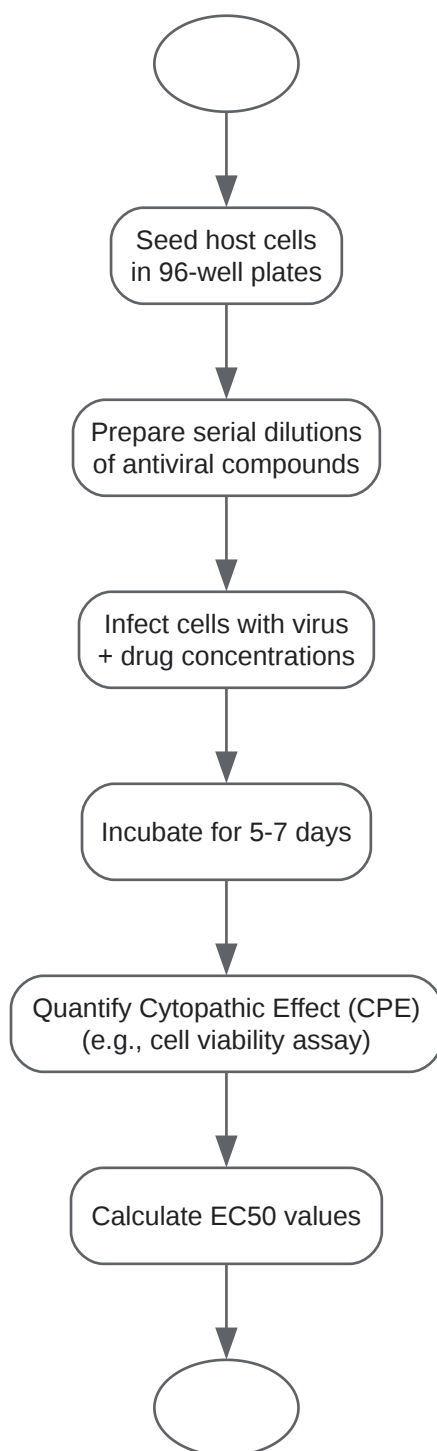 Seed host cells
in 96-well plates
Prepare serial dilutions
of antiviral compounds
Infect cells with virus
+ drug concentrations
Incubate for 5-7 days
Quantify Cytopathic Effect (CPE)
(e.g., cell viability assay)
Calculate EC50 values